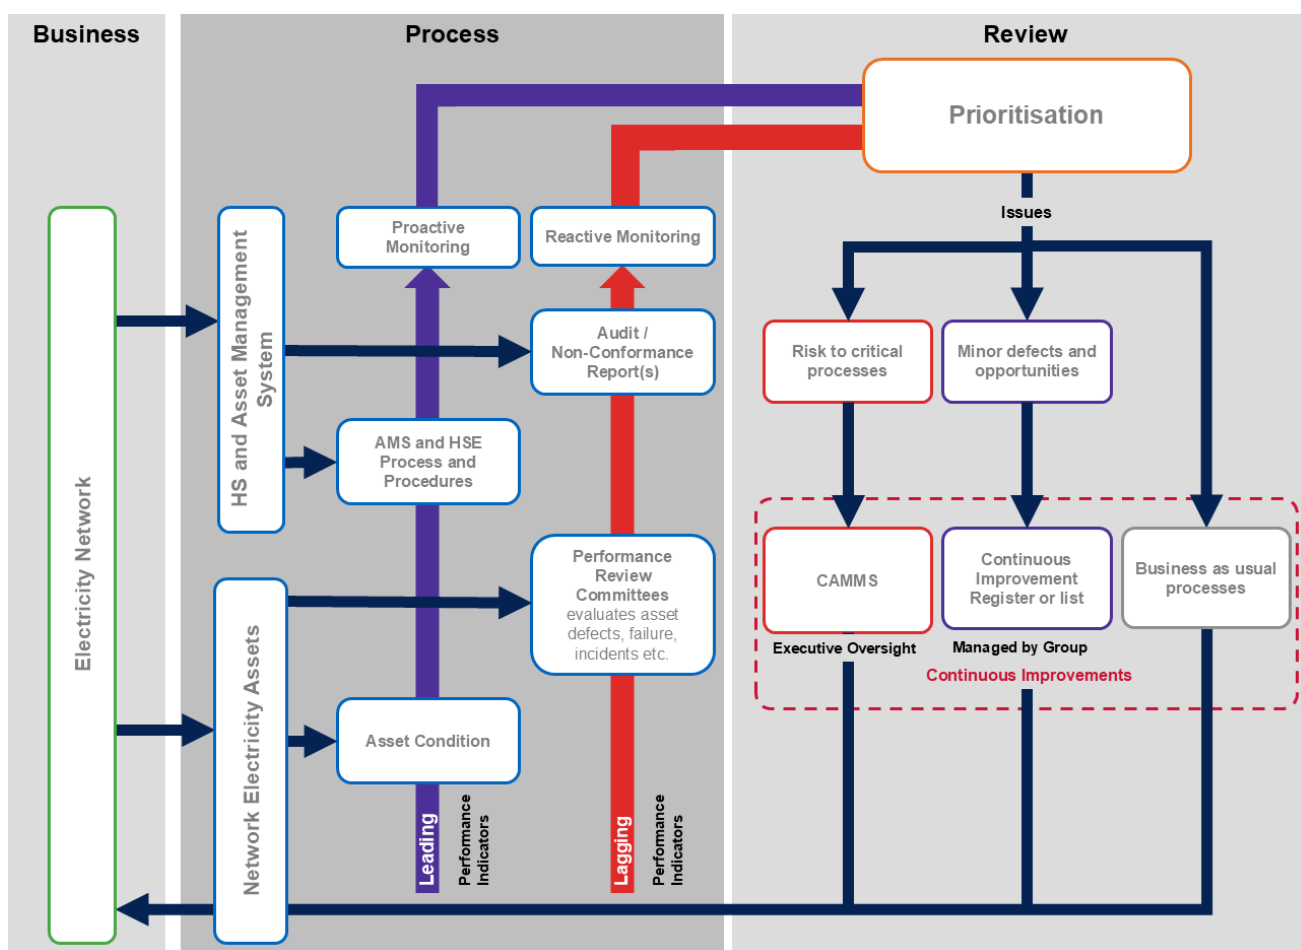 Business
Process
Review
Prioritisation
Issues
Electricity Network
HS and Asset Management
System
Network Electricity Assets
Proactive
Monitoring
Reactive Monitoring
Audit /
Non-Conformance
Report(s)
AMS and HSE
Process and
Procedures
Performance
Review
Committees
evaluates asset
defects, failure,
incidents etc.
Asset Condition
Leading
Performance
Indicators
Lagging
Performance
Indicators
Risk to critical
processes
Minor defects and
opportunities
CAMMS
Continuous
Improvement
Register or list
Business as usual
processes
Executive Oversight
Managed by Group
Continuous Improvements